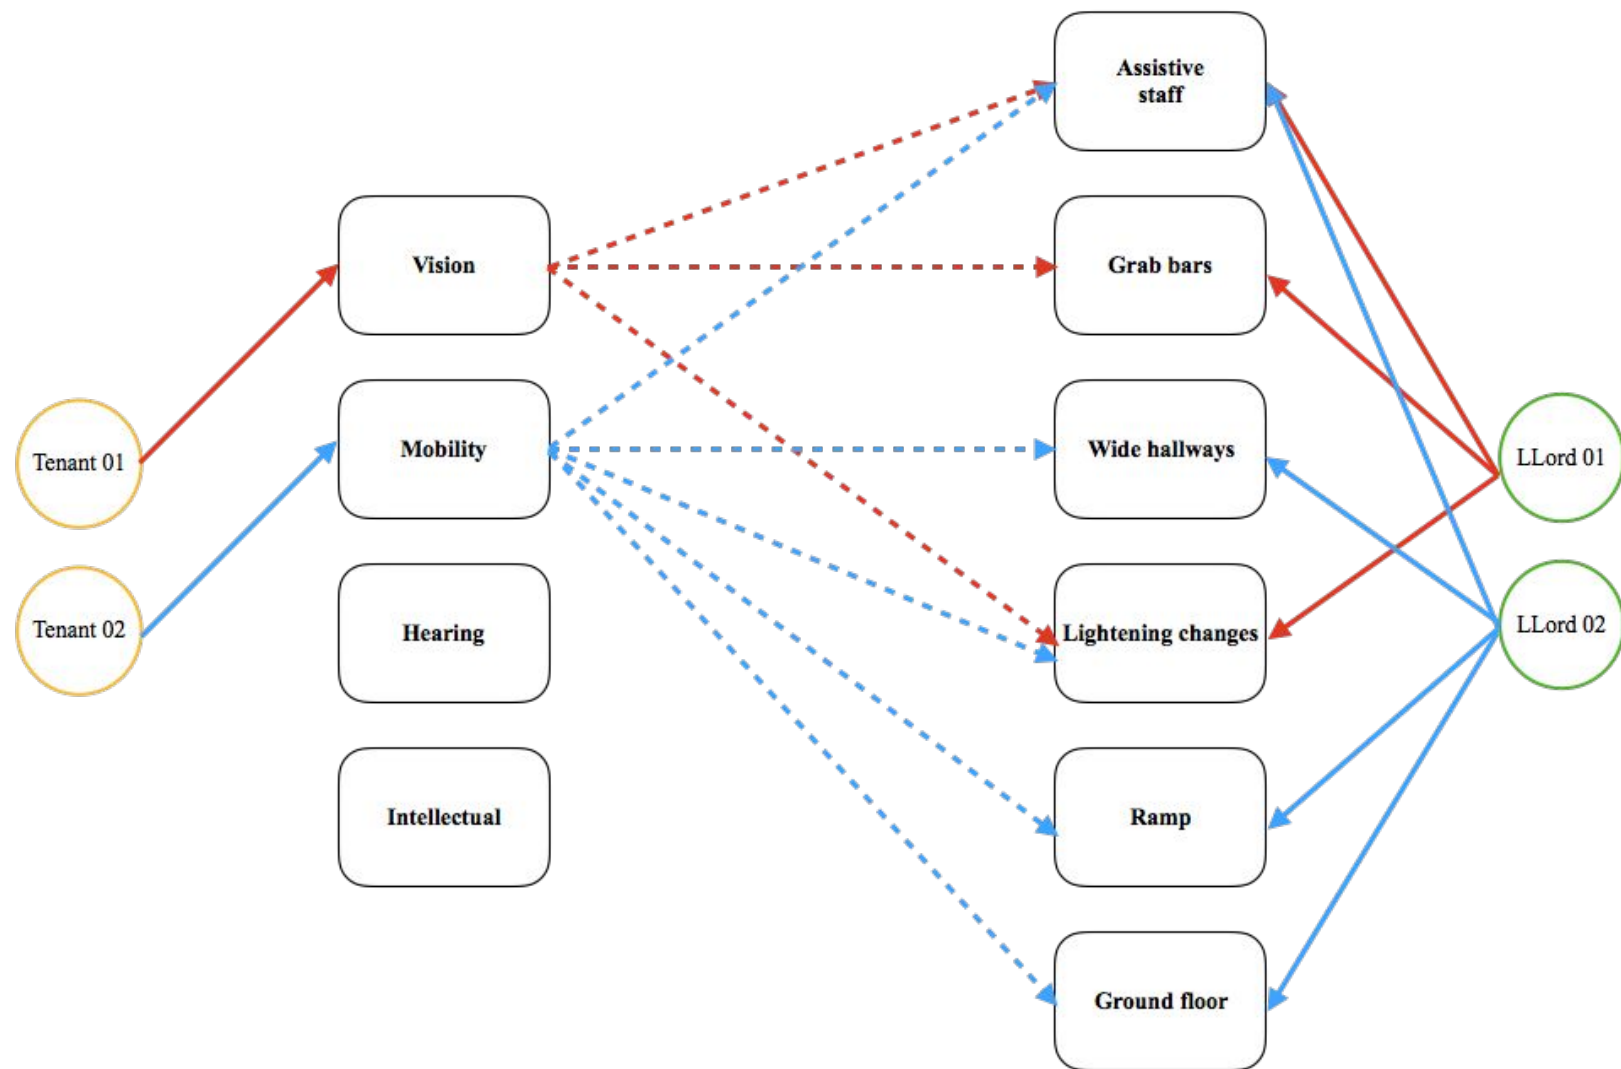 Assistive
staff
Vision
Grab bars
Tenant 01
Mobility
Wide hallways
LLord 01
Tenant 02
Hearing
Lightening changes
LLord 02
Intellectual
Ramp
Ground floor